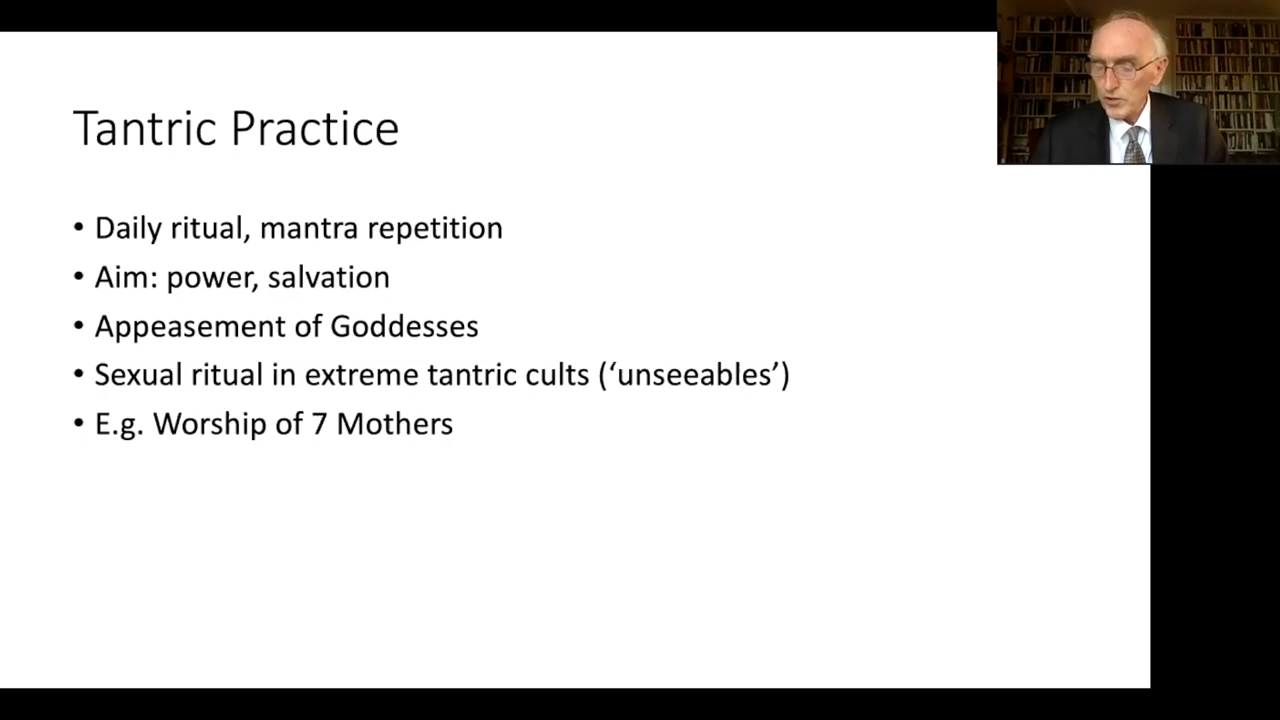 Tantric Practice
• Daily ritual, mantra repetition
• Aim: power, salvation
• Appeasement of Goddesses
• Sexual ritual in extreme tantric cults (‘unseeables’)
• E.g. Worship of 7 Mothers